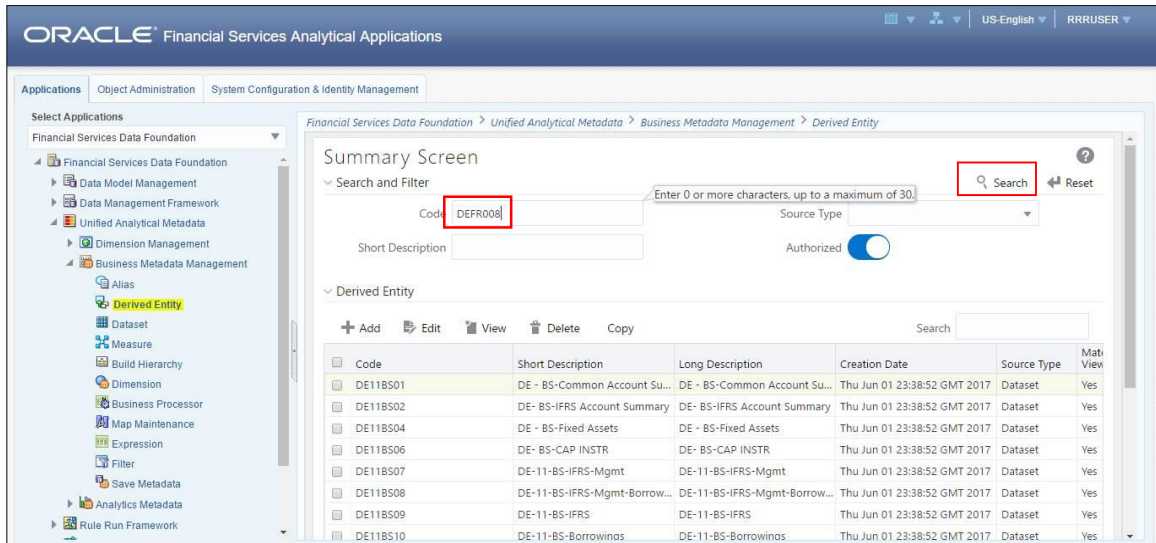 US-English
RRRUSER
ORACLE® Financial Services Analytical Applications
Applications
Object Administration
System Configuration & Identity Management
Select Applications
Financial Services Data Foundation
Financial Services Data Foundation
Data Model Management
Data Management Framework
Unified Analytical Metadata
Dimension Management
Business Metadata Management
Alias
Derived Entity
Dataset
Measure
Build Hierarchy
Dimension
Business Processor
Map Maintenance
Expression
Filter
Save Metadata
Analytics Metadata
Rule Run Framework
Financial Services Data Foundation > Unified Analytical Metadata > Business Metadata Management > Derived Entity
Summary Screen
Search and Filter
Search
Reset
Enter 0 or more characters, up to a maximum of 30.
Code DEFR008
Source Type
Short Description
Authorized
Derived Entity
Add Edit View Delete Copy Search
Code Short Description Long Description Creation Date Source Type Mate View
DE11BS01 DE - BS-Common Account Su... DE - BS-Common Account Su... Thu Jun 01 23:38:52 GMT 2017 Dataset Yes
DE11BS02 DE- BS-IFRS Account Summary DE- BS-IFRS Account Summary Thu Jun 01 23:38:52 GMT 2017 Dataset Yes
DE11BS04 DE - BS-Fixed Assets DE - BS-Fixed Assets Thu Jun 01 23:38:52 GMT 2017 Dataset Yes
DE11BS06 DE- BS-CAP INSTR DE- BS-CAP INSTR Thu Jun 01 23:38:52 GMT 2017 Dataset Yes
DE11BS07 DE-11-BS-IFRS-Mgmt DE-11-BS-IFRS-Mgmt Thu Jun 01 23:38:52 GMT 2017 Dataset Yes
DE11BS08 DE-11-BS-IFRS-Mgmt-Borrow... DE-11-BS-IFRS-Mgmt-Borrow... Thu Jun 01 23:38:52 GMT 2017 Dataset Yes
DE11BS09 DE-11-BS-IFRS DE-11-BS-IFRS Thu Jun 01 23:38:52 GMT 2017 Dataset Yes
DE11BS10 DE-11-BS-Borrowings DE-11-BS-Borrowings Thu Jun 01 23:38:52 GMT 2017 Dataset Yes